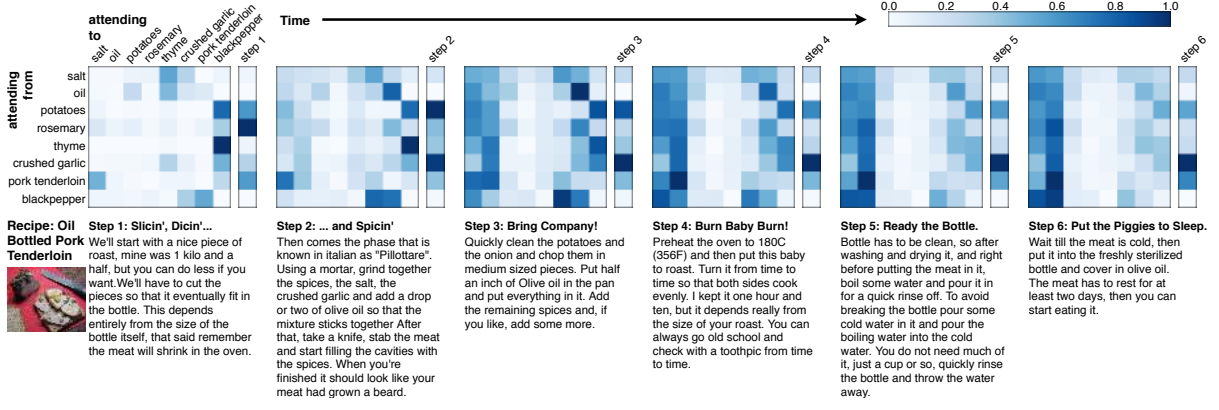 attending to
Time
0.0 0.2 0.4 0.6 0.8 1.0
salt oil potatoes rosemary thyme crushed garlic pork tenderloin blackpepper step 1
step 2
step 3
step 4
step 5
step 6
attending from
salt
oil
potatoes
rosemary
thyme
crushed garlic
pork tenderloin
blackpepper
Recipe: Oil
Bottled Pork
Tenderloin
Step 1: Slicin', Dicin'...
We'll start with a nice piece of
roast, mine was 1 kilo and a
half, but you can do less if you
want.We'll have to cut the
pieces so that it eventually fit in
the bottle. This depends
entirely from the size of the
bottle itself, that said remember
the meat will shrink in the oven.
Step 2: ... and Spicin'
Then comes the phase that is
known in italian as "Pillottare".
Using a mortar, grind together
the spices, the salt, the
crushed garlic and add a drop
or two of olive oil so that the
mixture sticks together After
that, take a knife, stab the meat
and start filling the cavities with
the spices. When you're
finished it should look like your
meat had grown a beard.
Step 3: Bring Company!
Quickly clean the potatoes and
the onion and chop them in
medium sized pieces. Put half
an inch of Olive oil in the pan
and put everything in it. Add
the remaining spices and, if
you like, add some more.
Step 4: Burn Baby Burn!
Preheat the oven to 180C
(356F) and then put this baby
to roast. Turn it from time to
time so that both sides cook
evenly. I kept it one hour and
ten, but it depends really from
the size of your roast. You can
always go old school and
check with a toothpic from time
to time.
Step 5: Ready the Bottle.
Bottle has to be clean, so after
washing and drying it, and right
before putting the meat in it,
boil some water and pour it in
for a quick rinse off. To avoid
breaking the bottle pour some
cold water in it and pour the
boiling water into the cold
water. You do not need much of
it, just a cup or so, quickly rinse
the bottle and throw the water
away.
Step 6: Put the Piggies to Sleep.
Wait till the meat is cold, then
put it into the freshly sterilized
bottle and cover in olive oil.
The meat has to rest for at
least two days, then you can
start eating it.